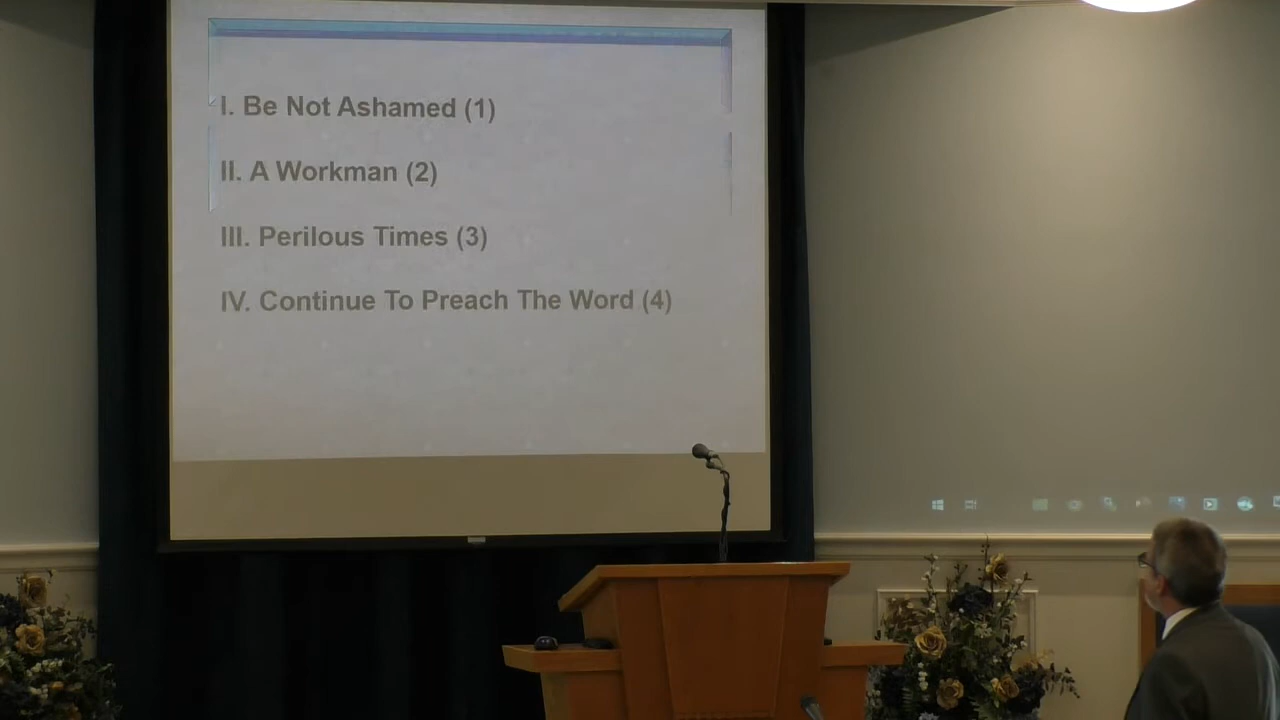 I. Be Not Ashamed (1)
II. A Workman (2)
III. Perilous Times (3)
IV. Continue To Preach The Word (4)